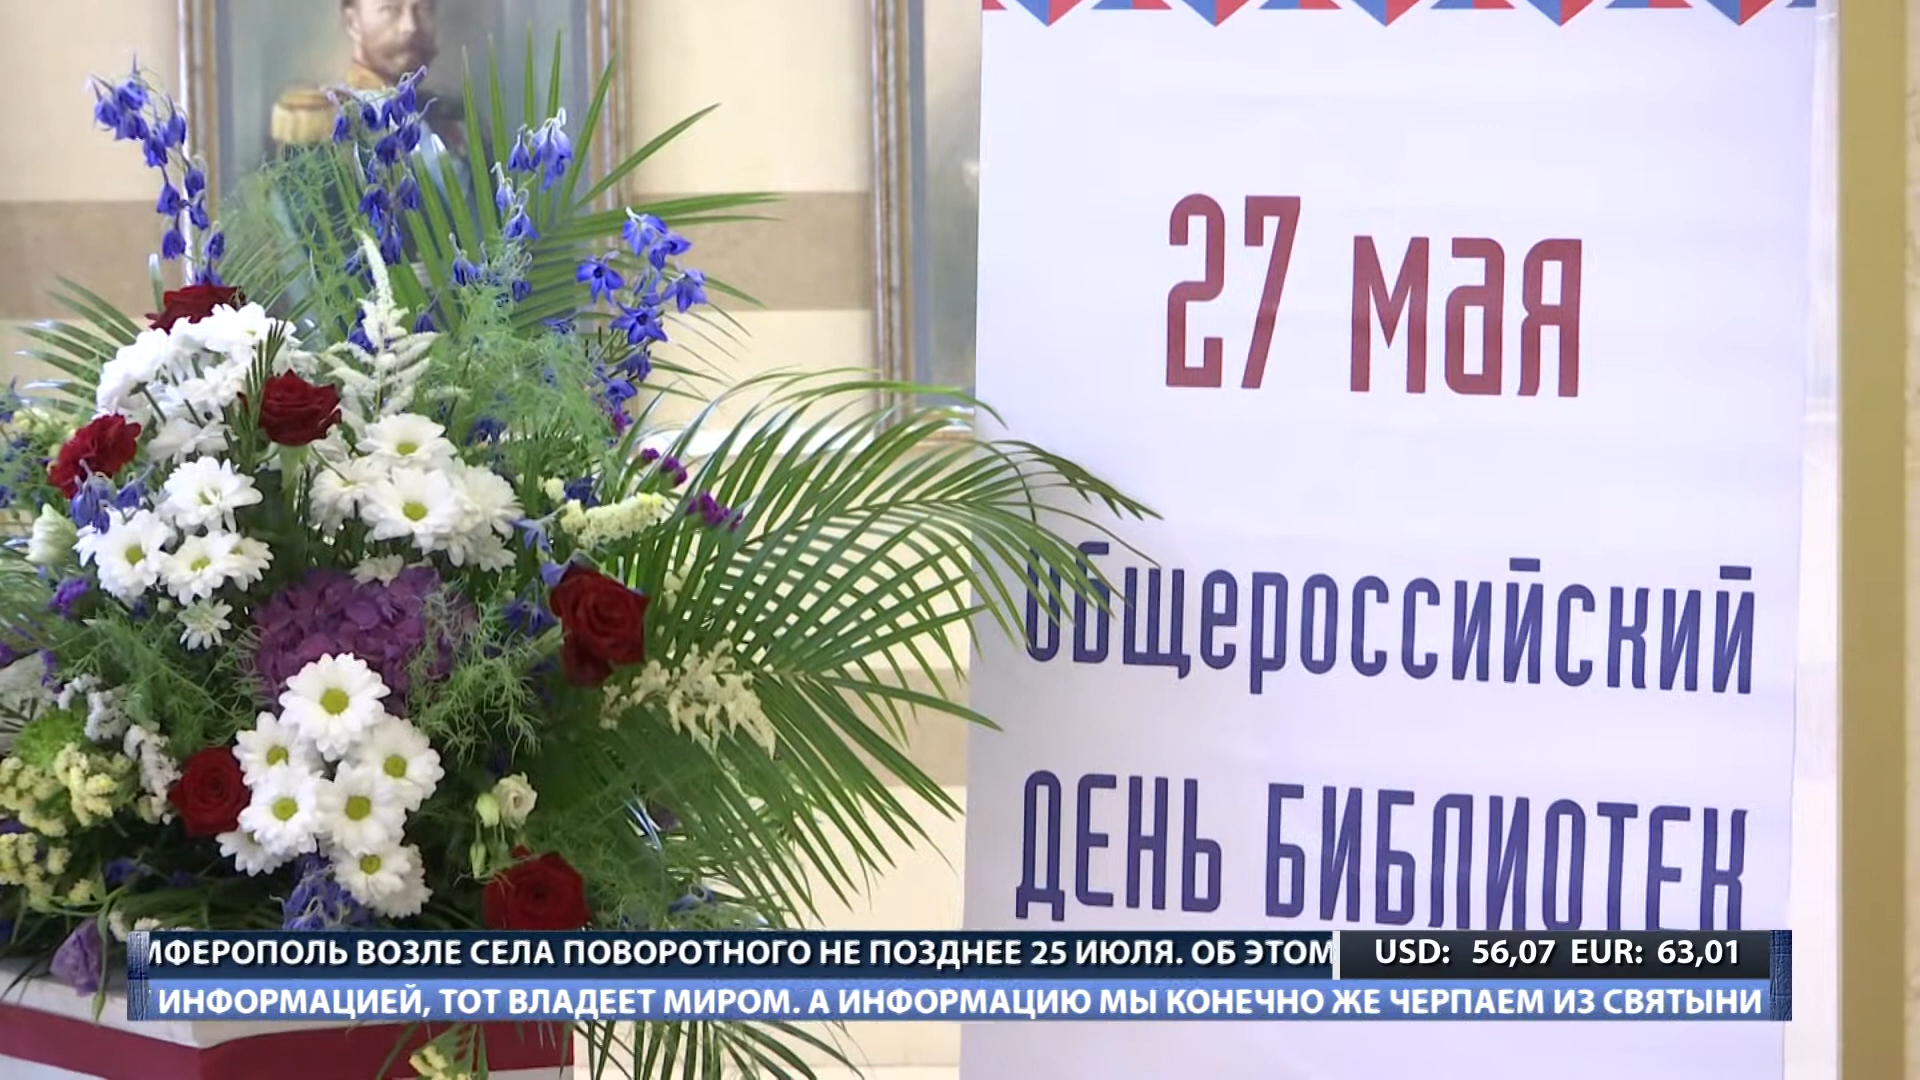 27 мая
общероссийский
ДЕНЬ БИБЛИОТЕК
ВОЗЛЕ СЕЛА ПОВОРОТНОГО НЕ ПОЗДНЕЕ 25 ИЮЛЯ. ОБ ЭТОМ
USD: 56,07 EUR: 63,01
ИНФОРМАЦИЕЙ, ТОТ ВЛАДЕЕТ МИРОМ. А ИНФОРМАЦИЮ МЫ КОНЕЧНО ЖЕ ЧЕРПАЕМ ИЗ СВЯТЫНИ